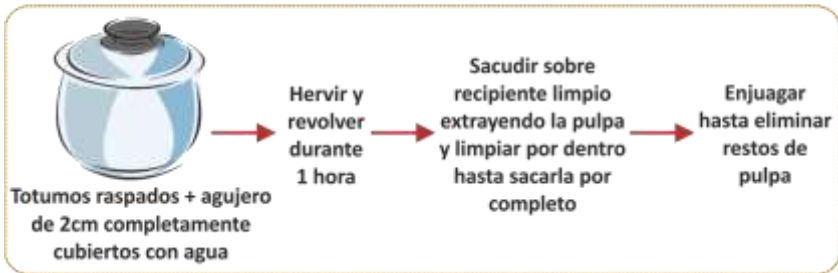 Totumos raspados + agujero
de 2cm completamente
cubiertos con agua
Hervir y
revolver
durante
1 hora
Sacudir sobre
recipiente limpio
extrayendo la pulpa
y limpiar por dentro
hasta sacarla por
completo
Enjuagar
hasta eliminar
restos de
pulpa